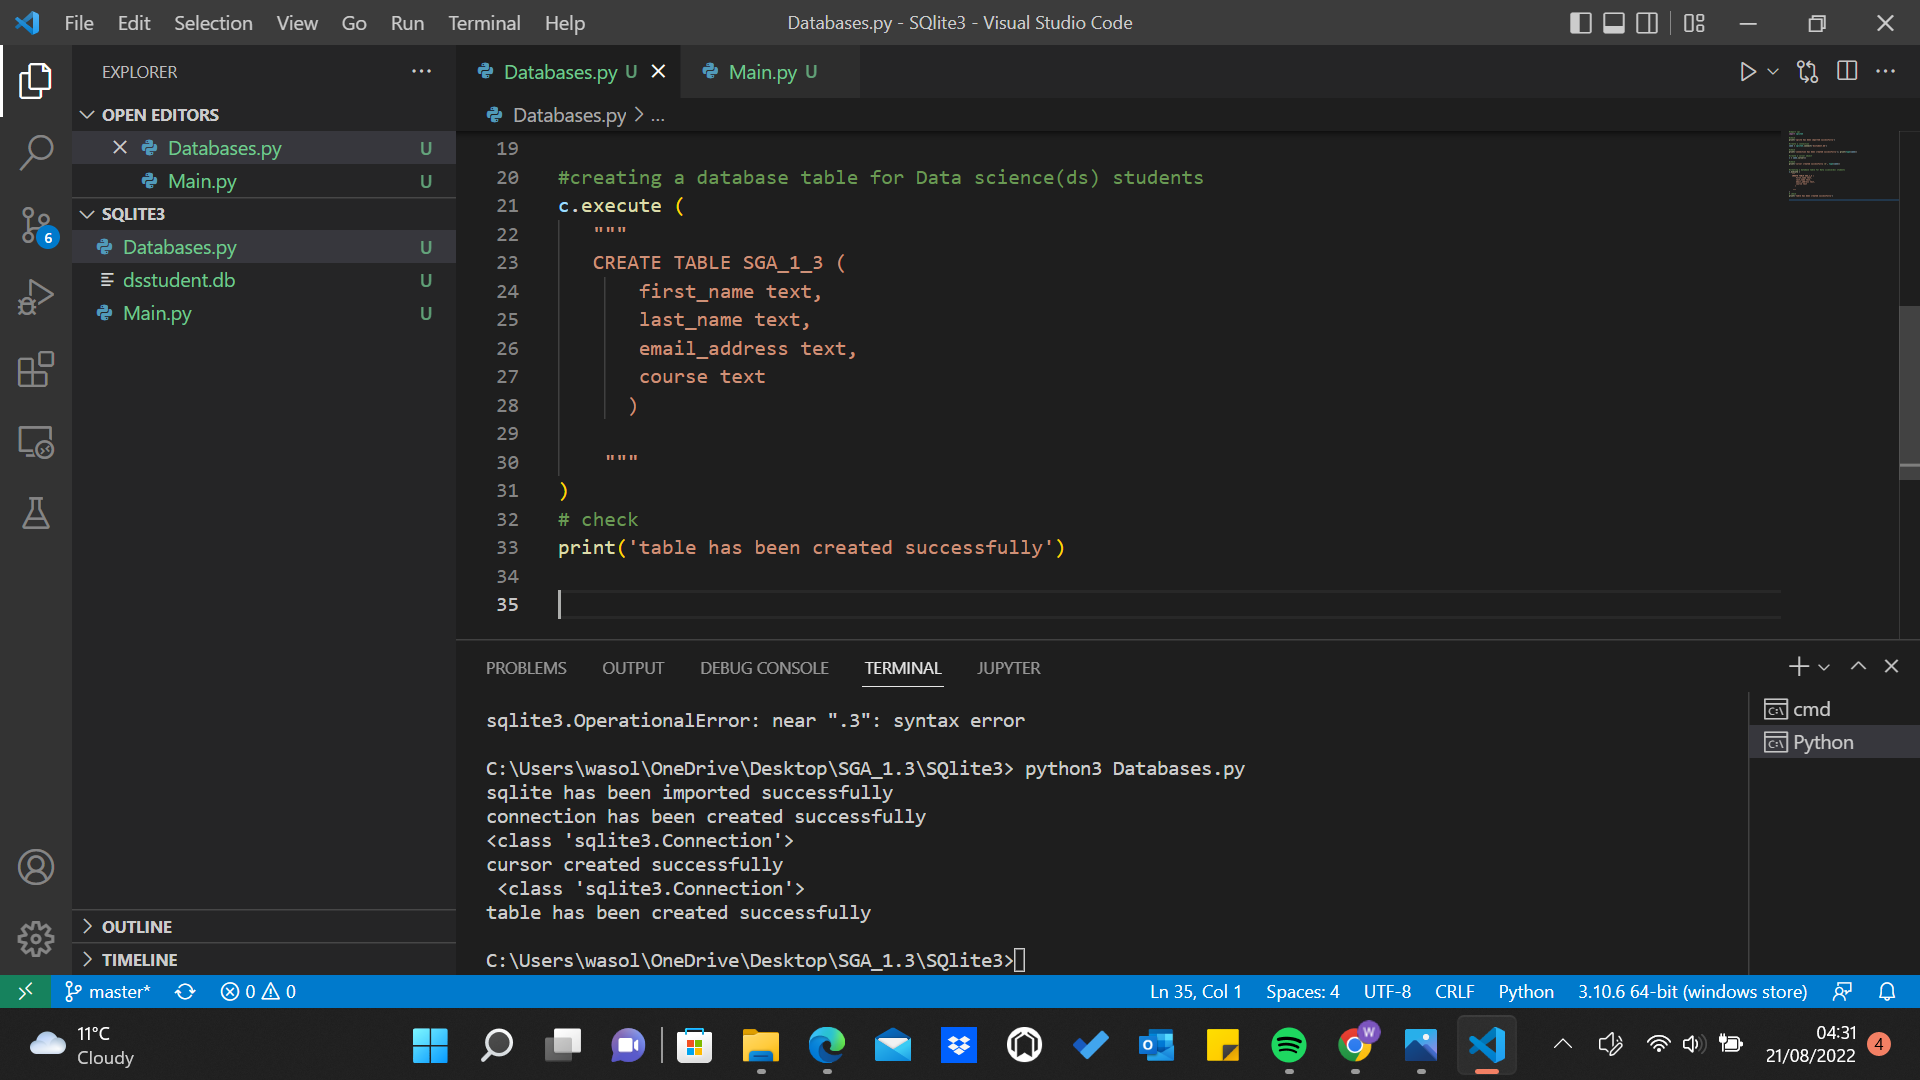 File Edit Selection View Go Run Terminal Help
Databases.py - SQlite3 - Visual Studio Code
EXPLORER
OPEN EDITORS
Databases.py U
Main.py U
SQLITE3
Databases.py U
dsstudent.db U
Main.py U
6
OUTLINE
TIMELINE
Databases.py U
Main.py U
Databases.py > ...
19
20 #creating a database table for Data science(ds) students
21 c.execute (
22 """
23 CREATE TABLE SGA_1_3 (
24 first_name text,
25 last_name text,
26 email_address text,
27 course text
28 )
29
30 """
31 )
32 # check
33 print('table has been created successfully')
34
35
PROBLEMS OUTPUT DEBUG CONSOLE TERMINAL JUPYTER
sqlite3.OperationalError: near ".3": syntax error
C:\Users\wasol\OneDrive\Desktop\SGA_1.3\SQlite3> python3 Databases.py
sqlite has been imported successfully
connection has been created successfully
<class 'sqlite3.Connection'>
cursor created successfully
<class 'sqlite3.Connection'>
table has been created successfully
C:\Users\wasol\OneDrive\Desktop\SGA_1.3\SQlite3>
cmd
Python
master* 0 0
Ln 35, Col 1 Spaces: 4 UTF-8 CRLF Python 3.10.6 64-bit (windows store)
11°C
Cloudy
W
04:31
21/08/2022
4